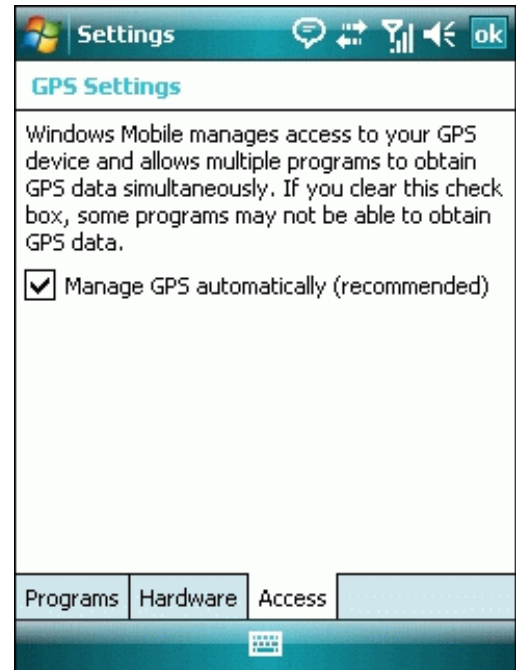 Settings
ok
GPS Settings
Windows Mobile manages access to your GPS
device and allows multiple programs to obtain
GPS data simultaneously. If you clear this check
box, some programs may not be able to obtain
GPS data.
Manage GPS automatically (recommended)
Programs Hardware Access